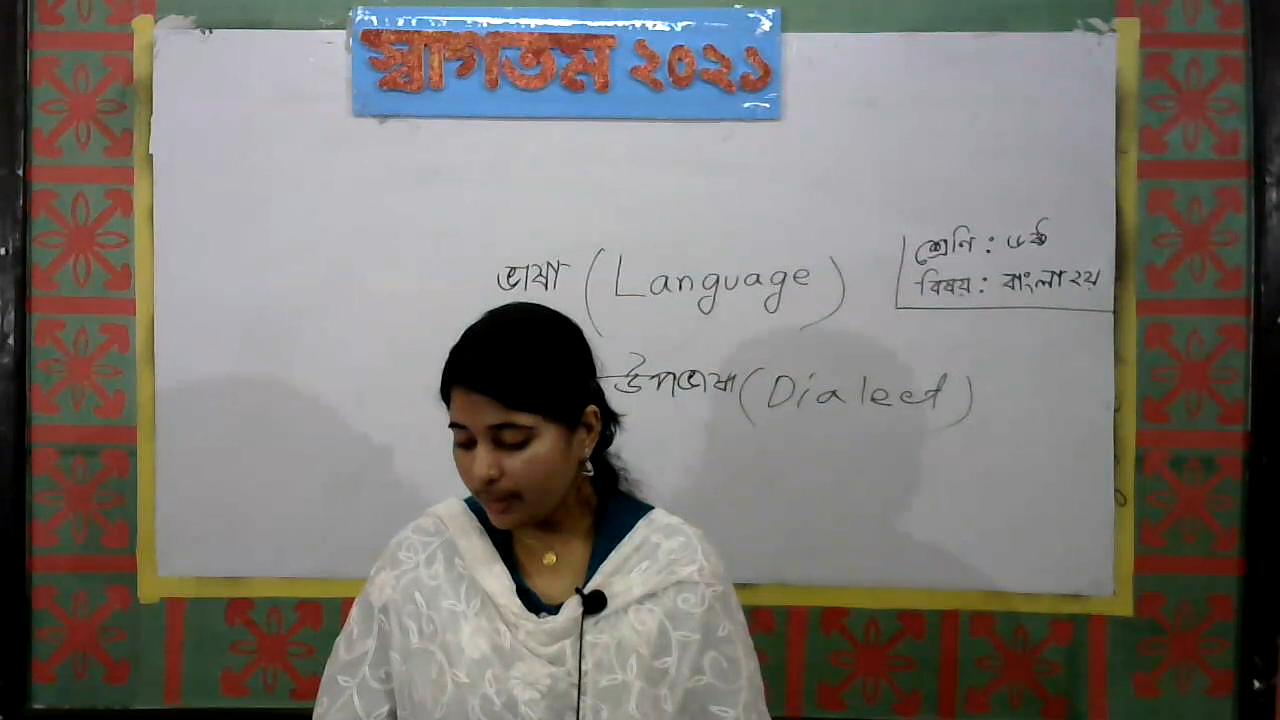 স্বাগতম ২০২১
শ্রেণি : ৬ষ্ঠ
বিষয় : বাংলা ২য়
ভাষা (Language)
উপভাষা (Dialect)